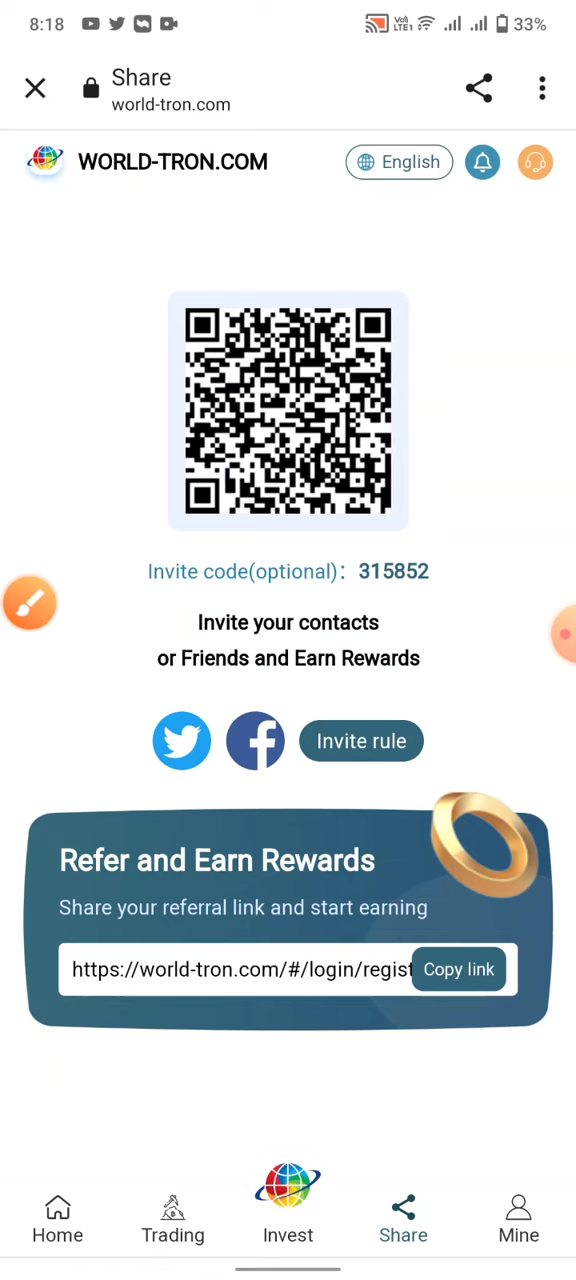 8:18 Vo) LTE1 33%
Share
world-tron.com
WORLD-TRON.COM English
Invite code(optional)： 315852
Invite your contacts
or Friends and Earn Rewards
Invite rule
Refer and Earn Rewards
Share your referral link and start earning
https://world-tron.com/#/login/regist Copy link
Home Trading Invest Share Mine